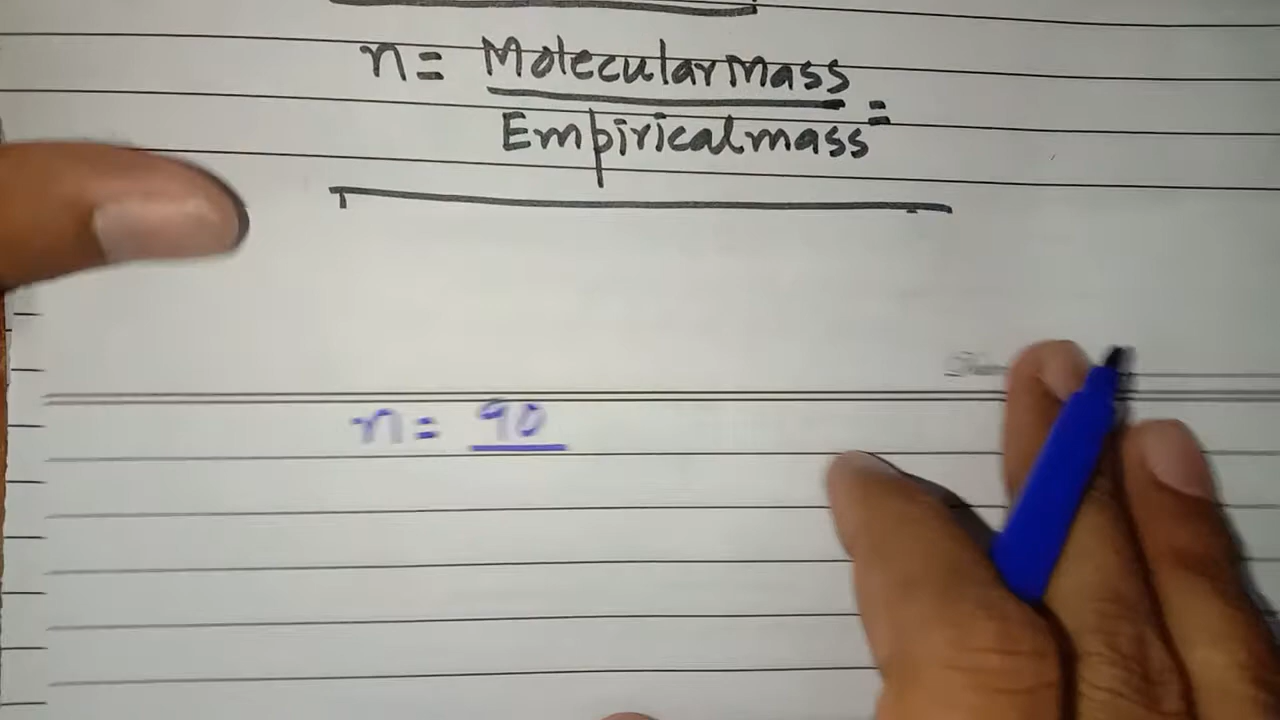 n = Molecularmass
Empiricalmass =
n = 90